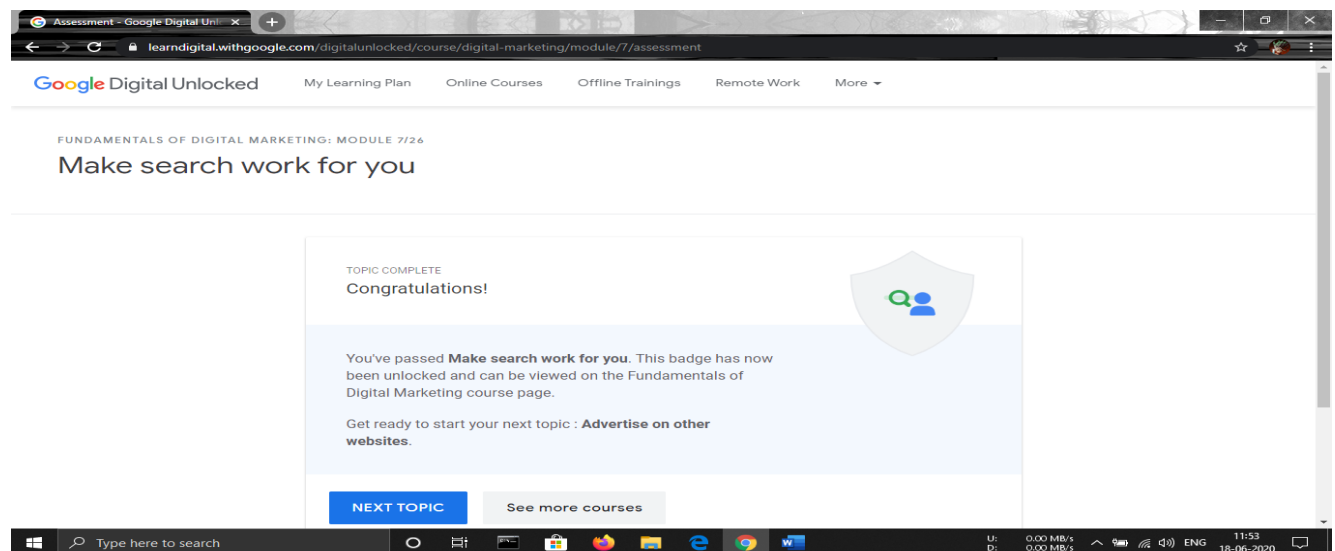 Assessment - Google Digital Unl
learndigital.withgoogle.com/digitalunlocked/course/digital-marketing/module/7/assessment
Google Digital Unlocked My Learning Plan Online Courses Offline Trainings Remote Work More
FUNDAMENTALS OF DIGITAL MARKETING: MODULE 7/26
Make search work for you
TOPIC COMPLETE
Congratulations!
You've passed Make search work for you. This badge has now
been unlocked and can be viewed on the Fundamentals of
Digital Marketing course page.
Get ready to start your next topic : Advertise on other
websites.
NEXT TOPIC See more courses
Type here to search
U: 0.00 MB/s
D: 0.00 MB/s
ENG
11:53
18-06-2020